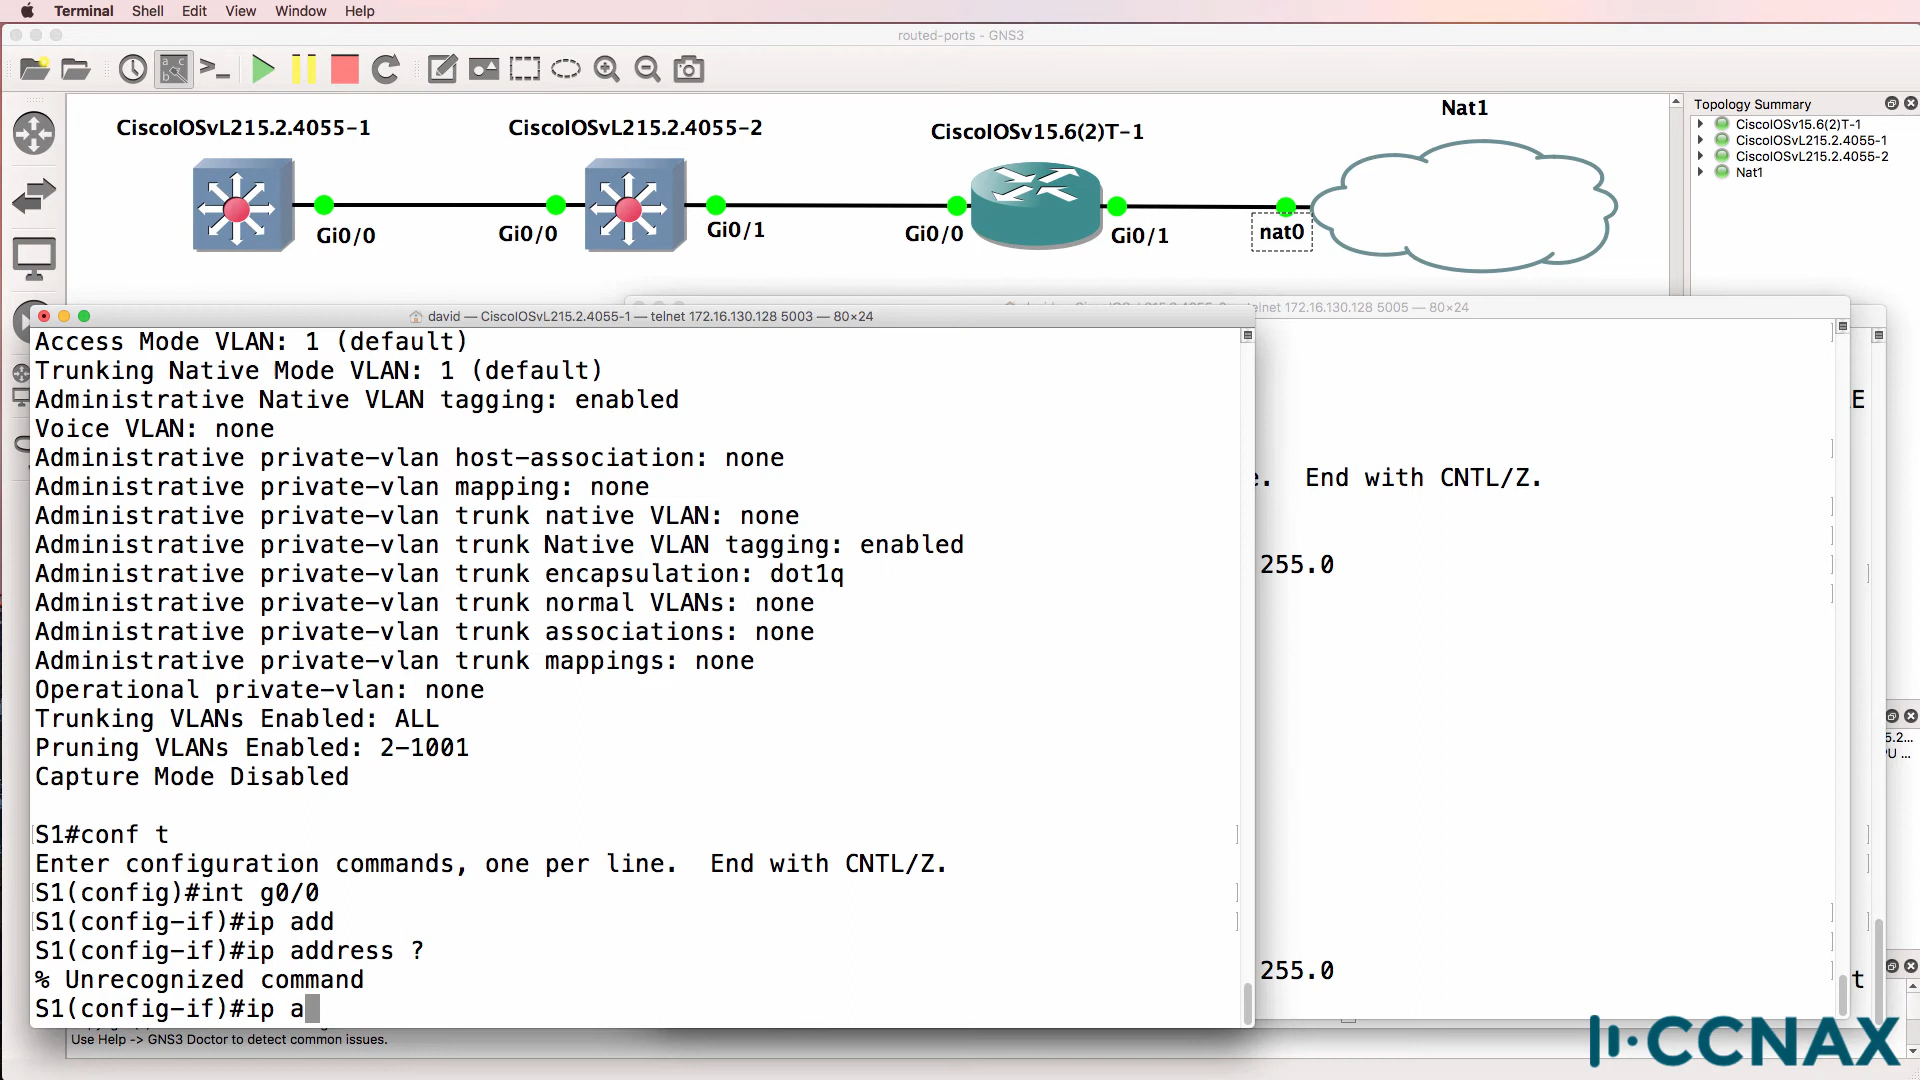 Terminal Shell Edit View Window Help
routed-ports - GNS3
Nat1
CiscoIOSvL215.2.4055-1 CiscoIOSvL215.2.4055-2 CiscoIOSv15.6(2)T-1
Gi0/0 Gi0/0 Gi0/1 Gi0/0 Gi0/1 nat0
Topology Summary
CiscoIOSv15.6(2)T-1
CiscoIOSvL215.2.4055-1
CiscoIOSvL215.2.4055-2
Nat1
telnet 172.16.130.128 5005 — 80×24
david — CiscoIOSvL215.2.4055-1 — telnet 172.16.130.128 5003 — 80×24
Access Mode VLAN: 1 (default)
Trunking Native Mode VLAN: 1 (default)
Administrative Native VLAN tagging: enabled
Voice VLAN: none
Administrative private-vlan host-association: none
Administrative private-vlan mapping: none
Administrative private-vlan trunk native VLAN: none
Administrative private-vlan trunk Native VLAN tagging: enabled
Administrative private-vlan trunk encapsulation: dot1q
Administrative private-vlan trunk normal VLANs: none
Administrative private-vlan trunk associations: none
Administrative private-vlan trunk mappings: none
Operational private-vlan: none
Trunking VLANs Enabled: ALL
Pruning VLANs Enabled: 2-1001
Capture Mode Disabled
S1#conf t
Enter configuration commands, one per line.  End with CNTL/Z.
S1(config)#int g0/0
S1(config-if)#ip add
S1(config-if)#ip address ?
% Unrecognized command
S1(config-if)#ip a
E
e.  End with CNTL/Z.
255.0
255.0
t
5.2...
PU ...
Use Help -> GNS3 Doctor to detect common issues.
CCNAX